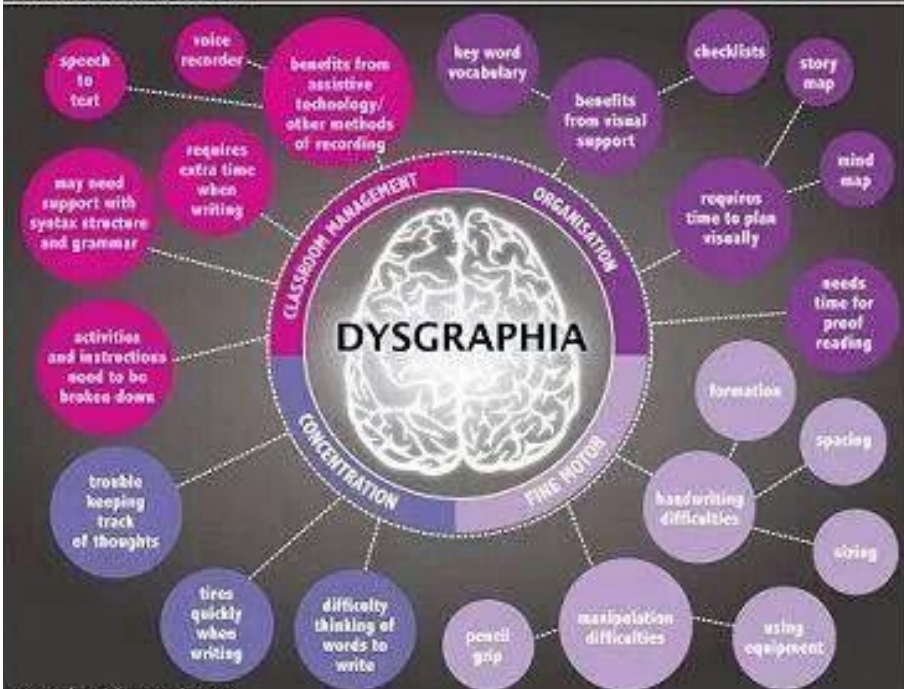 speech
to
text
voice
recorder
benefits from
assistive
technology/
other methods
of recording
requires
extra time
when
writing
may need
support with
syntax structure
and grammar
activities
and instructions
need to be
broken down
CLASSROOM MANAGEMENT
key word
vocabulary
checklists
benefits
from visual
support
story
map
mind
map
requires
time to plan
visually
needs
time for
proof
reading
ORGANISATION
DYSGRAPHIA
CONCENTRATION
trouble
keeping
track
of thoughts
tires
quickly
when
writing
difficulty
thinking of
words to
write
FINE MOTOR
formation
spacing
handwriting
difficulties
sizing
manipulation
difficulties
pencil
grip
using
equipment